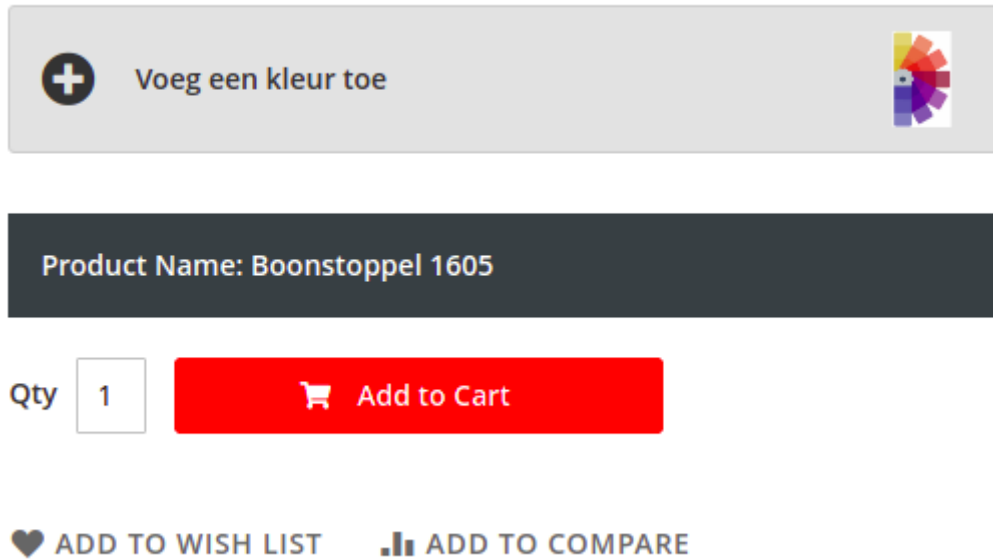 Voeg een kleur toe
Product Name: Boonstoppel 1605
Qty 1 Add to Cart
ADD TO WISH LIST ADD TO COMPARE